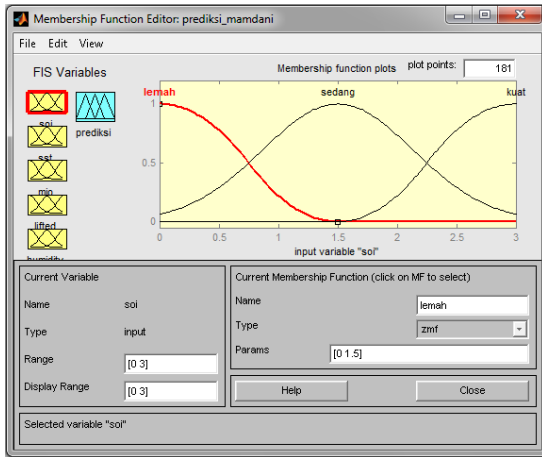 Membership Function Editor: prediksi_mamdani
File Edit View
FIS Variables
soi
sst
mjo
lifted
humidity
prediksi
Membership function plots
plot points:
181
lemah
sedang
kuat
1
0.5
0
0
0.5
1
1.5
2
2.5
3
input variable "soi"
Current Variable
Name
soi
Type
input
Range
[0 3]
Display Range
[0 3]
Current Membership Function (click on MF to select)
Name
lemah
Type
zmf
Params
[0 1.5]
Help
Close
Selected variable "soi"